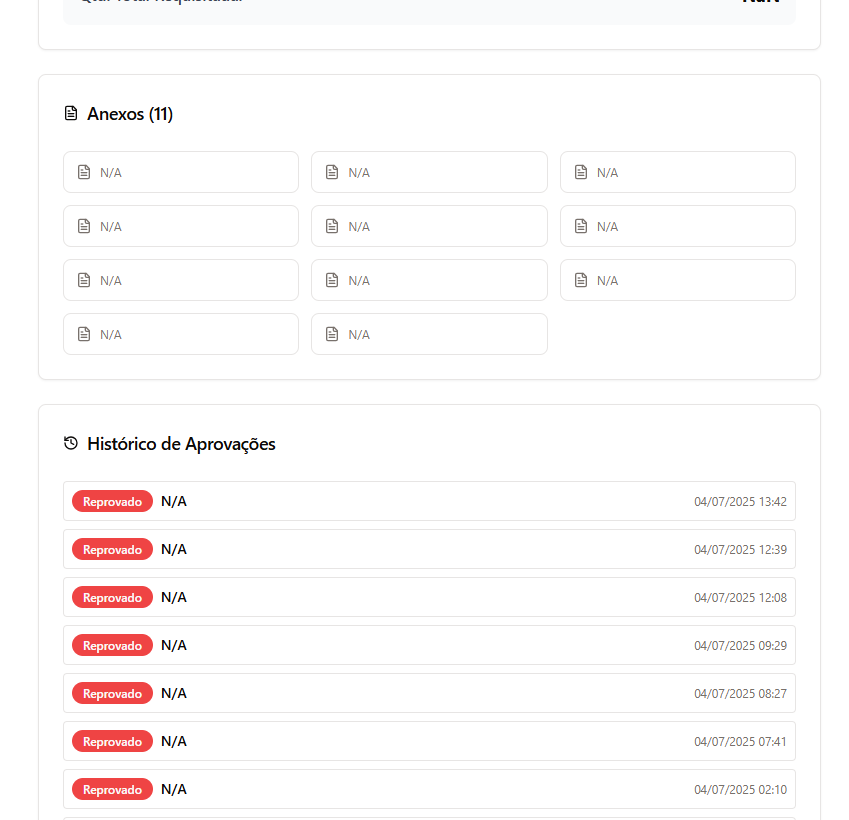 NaN
Anexos (11)
N/A N/A N/A
N/A N/A N/A
N/A N/A N/A
N/A N/A
Histórico de Aprovações
Reprovado N/A 04/07/2025 13:42
Reprovado N/A 04/07/2025 12:39
Reprovado N/A 04/07/2025 12:08
Reprovado N/A 04/07/2025 09:29
Reprovado N/A 04/07/2025 08:27
Reprovado N/A 04/07/2025 07:41
Reprovado N/A 04/07/2025 02:10